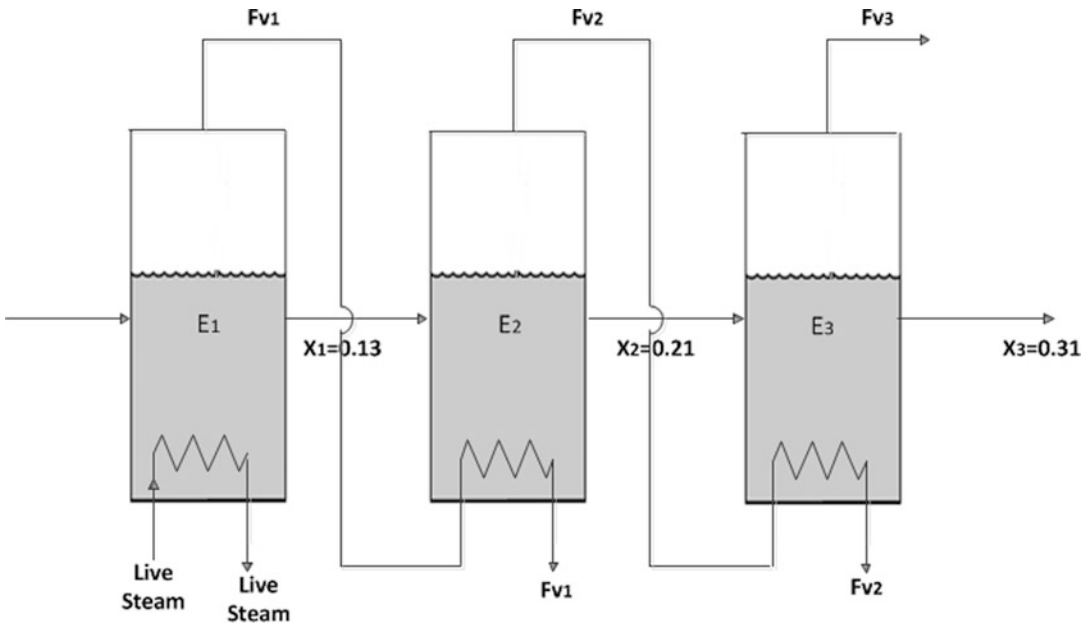 Fv1
Fv2
Fv3
E1
E2
E3
X1=0.13
X2=0.21
X3=0.31
Live
Steam
Live
Steam
Fv1
Fv2